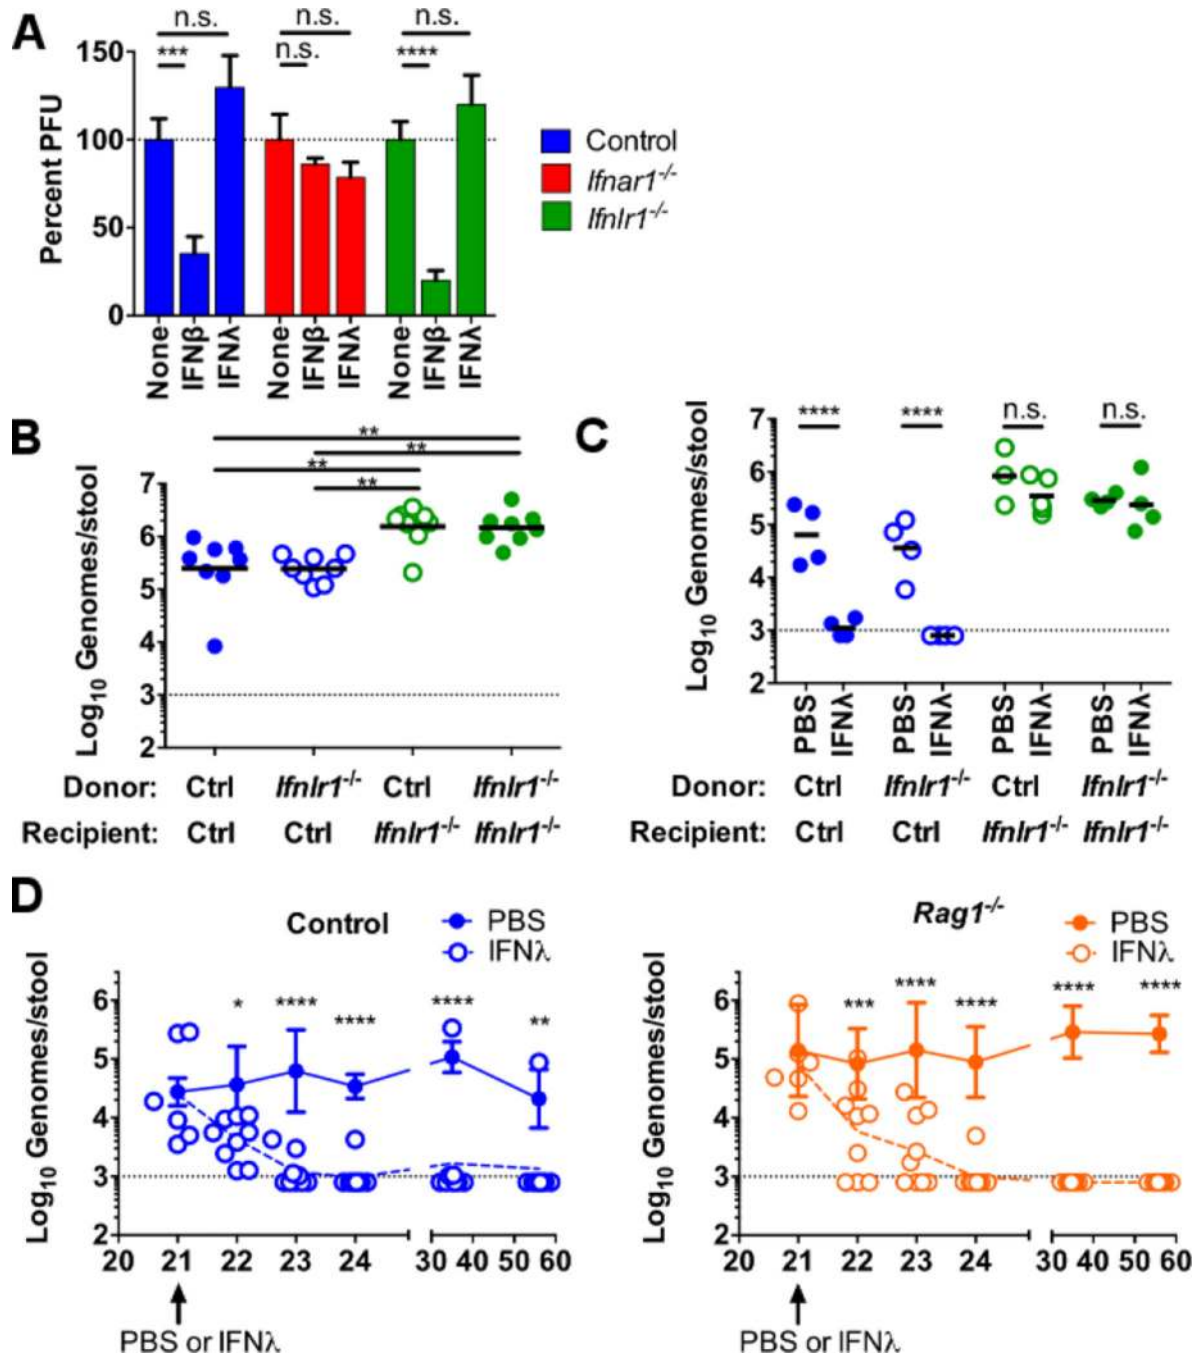 A
n.s. n.s. n.s.
*** n.s. ****
150
100
50
0
Percent PFU
None IFNβ IFNλ None IFNβ IFNλ None IFNβ IFNλ
Control
Ifnar1-/-
Ifnlr1-/-
B
**
**
**
**
7
6
5
4
3
2
Log10 Genomes/stool
Donor: Ctrl Ifnlr1-/- Ctrl Ifnlr1-/-
Recipient: Ctrl Ctrl Ifnlr1-/- Ifnlr1-/-
C
**** **** n.s. n.s.
7
6
5
4
3
2
Log10 Genomes/stool
PBS IFNλ PBS IFNλ PBS IFNλ PBS IFNλ
Donor: Ctrl Ifnlr1-/- Ctrl Ifnlr1-/-
Recipient: Ctrl Ctrl Ifnlr1-/- Ifnlr1-/-
D
Control
PBS
IFNλ
* **** **** **** **
6
5
4
3
2
Log10 Genomes/stool
20 21 22 23 24 30 40 50 60
PBS or IFNλ
Rag1-/-
PBS
IFNλ
*** **** **** **** ****
6
5
4
3
2
Log10 Genomes/stool
20 21 22 23 24 30 40 50 60
PBS or IFNλ